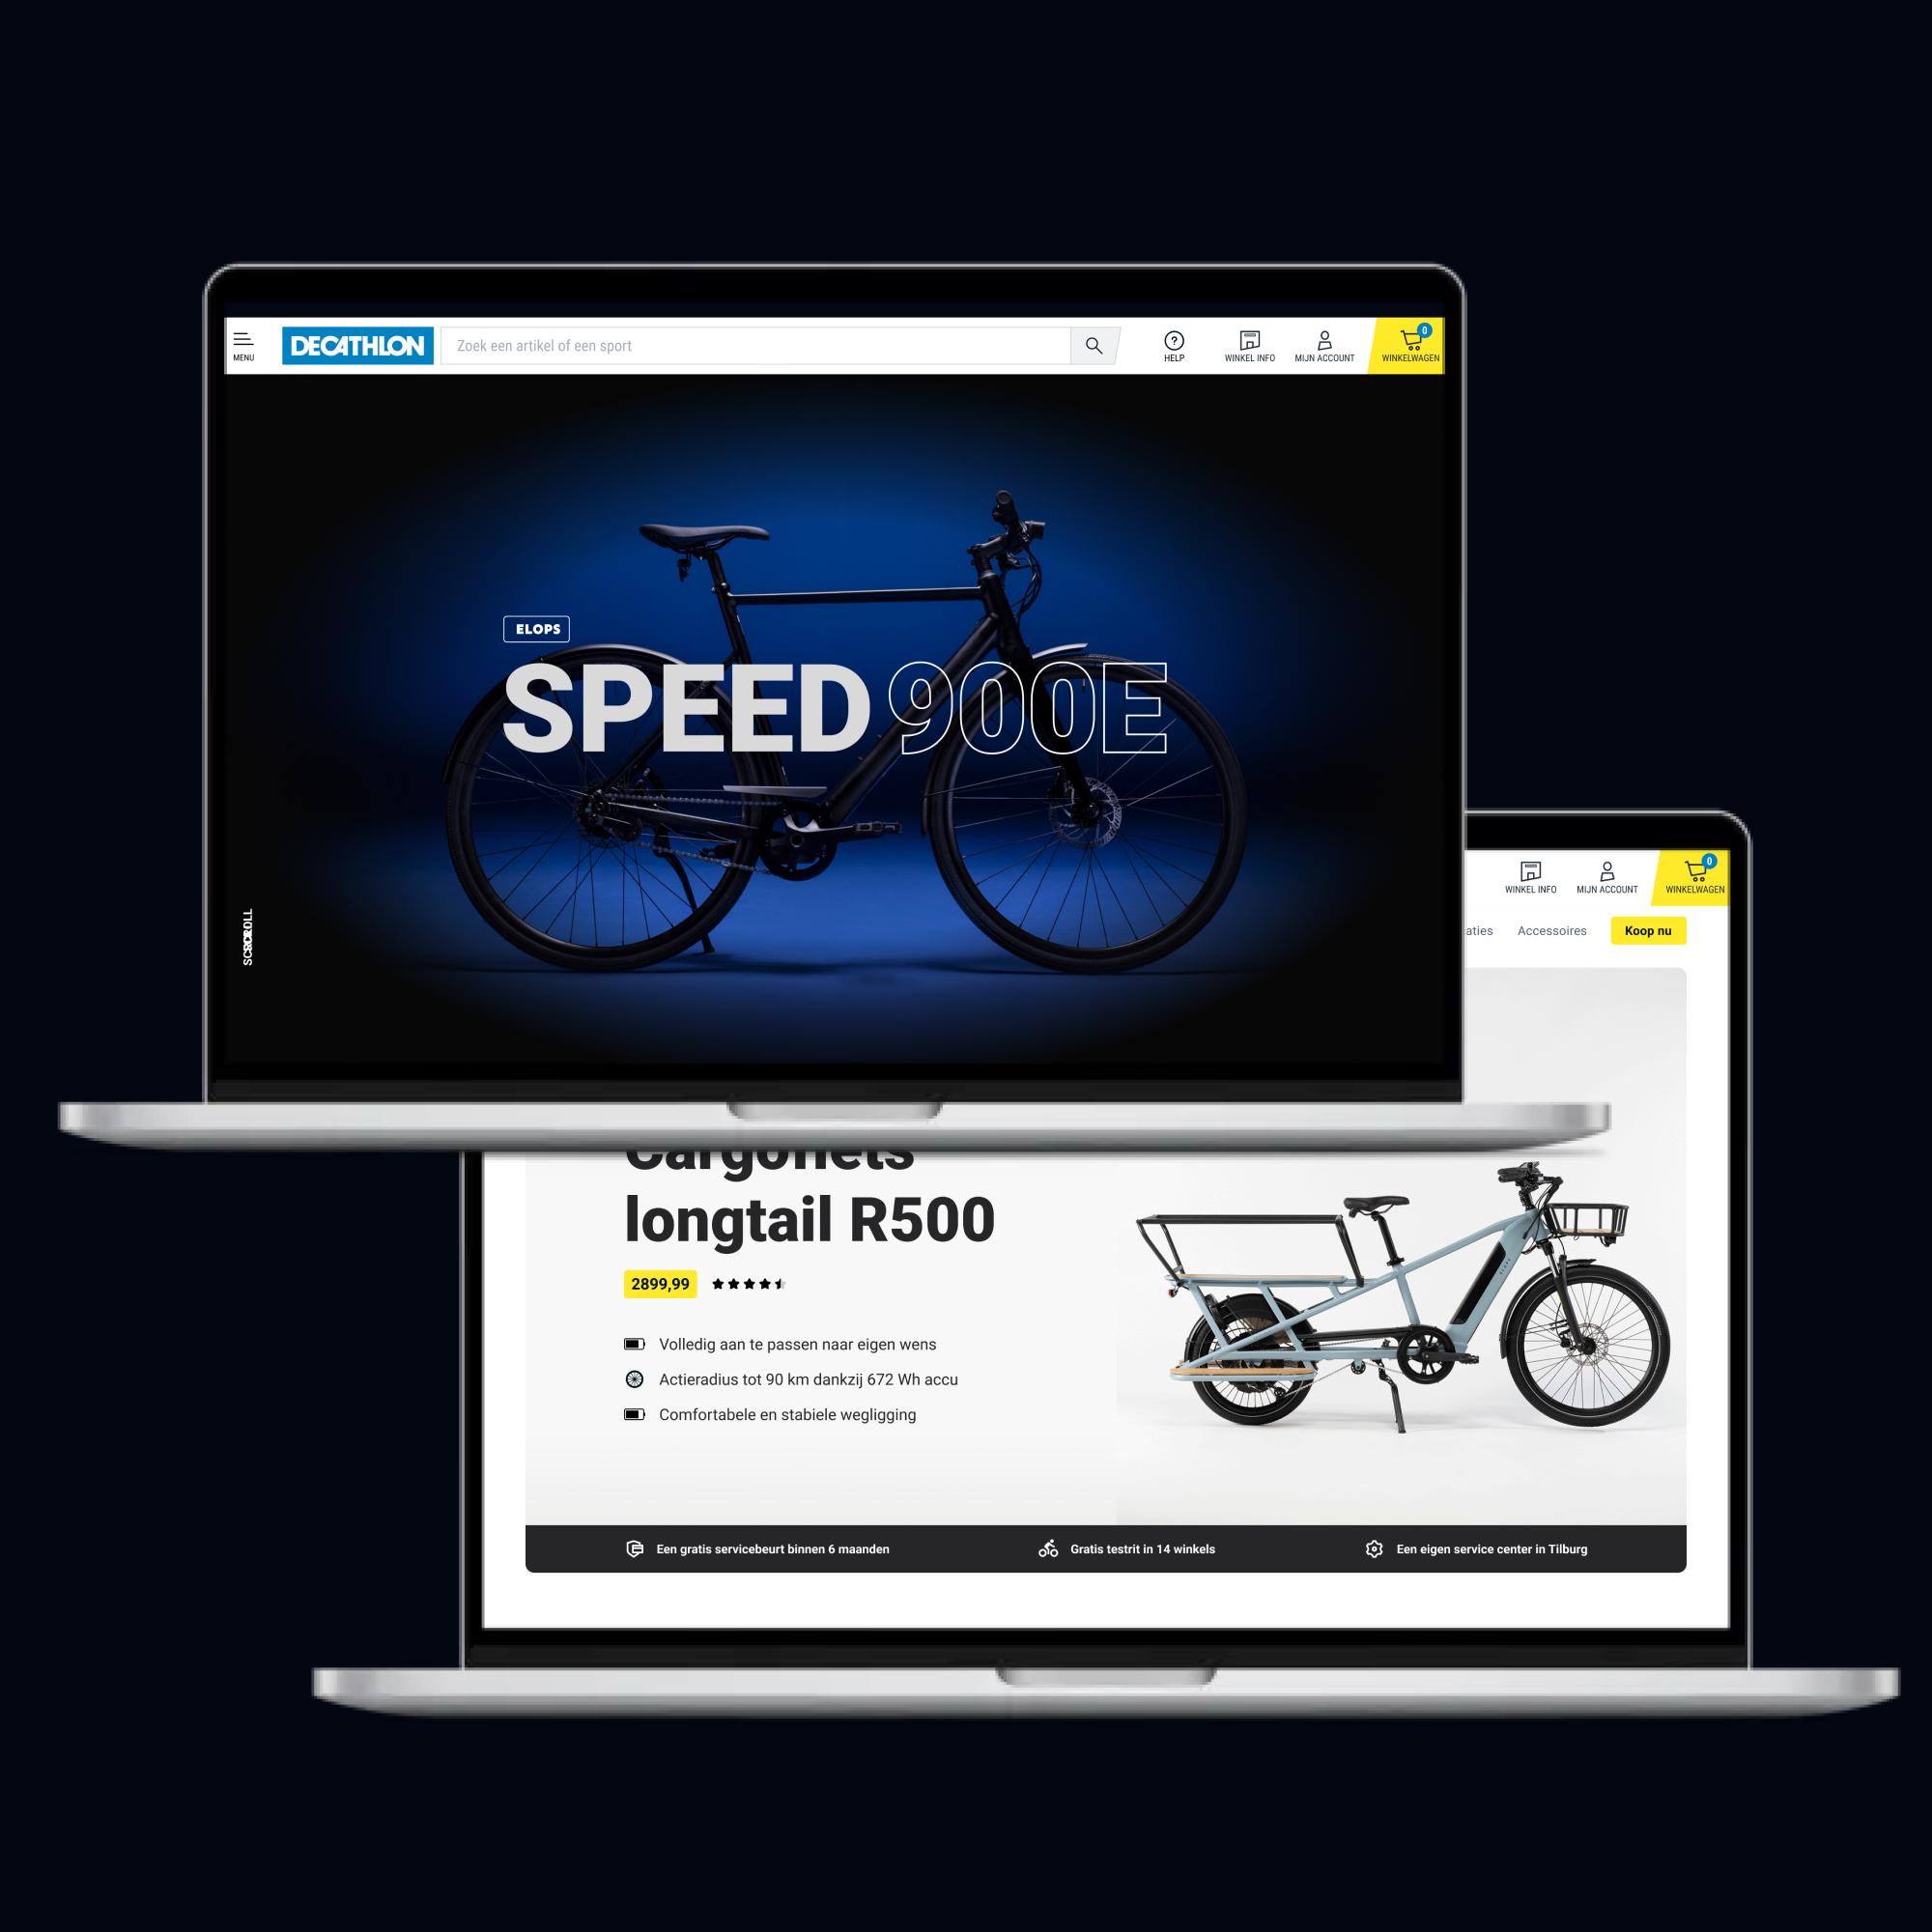 MENU
DECATHLON
Zoek een artikel of een sport
HELP
WINKEL INFO
MIJN ACCOUNT
0
WINKELWAGEN
ELOPS
SPEED 900E
SCROLL
WINKEL INFO
MIJN ACCOUNT
0
WINKELWAGEN
aties
Accessoires
Koop nu
longtail R500
2899,99
Volledig aan te passen naar eigen wens
Actieradius tot 90 km dankzij 672 Wh accu
Comfortabele en stabiele wegligging
Een gratis servicebeurt binnen 6 maanden
Gratis testrit in 14 winkels
Een eigen service center in Tilburg